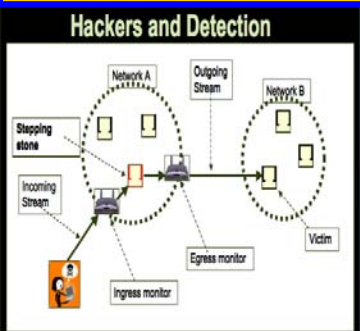 Hackers and Detection
Network A
Outgoing
Stream
Network B
Stepping
stone
Incoming
Stream
Victim
Egress monitor
Ingress monitor